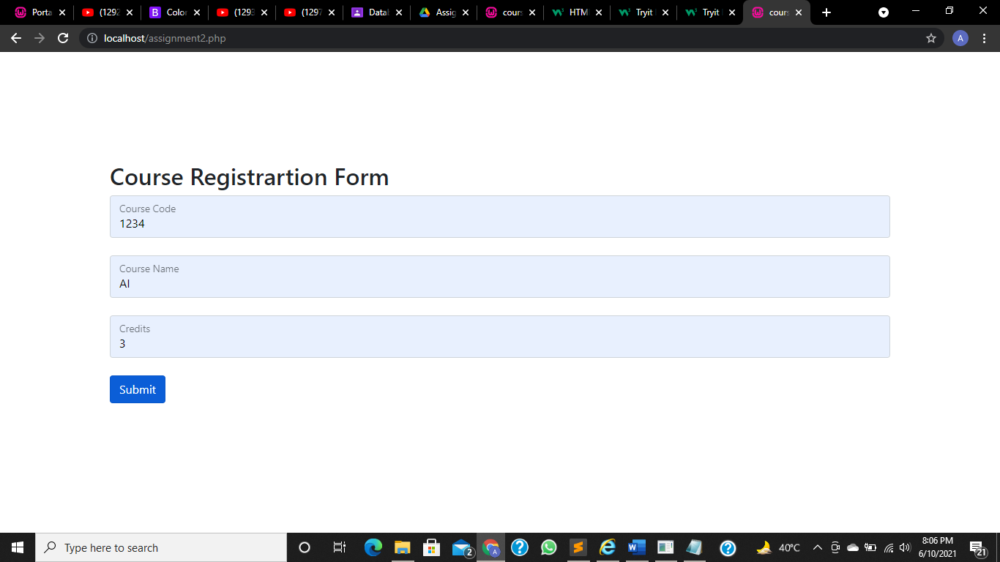 Porta
(1292
Color
(1293
(1297
Datal
Assig
cours
HTM
Tryit
Tryit
cours
localhost/assignment2.php
A
Course Registrartion Form
Course Code
1234
Course Name
AI
Credits
3
Submit
Type here to search
2
A
40°C
8:06 PM
6/10/2021
21